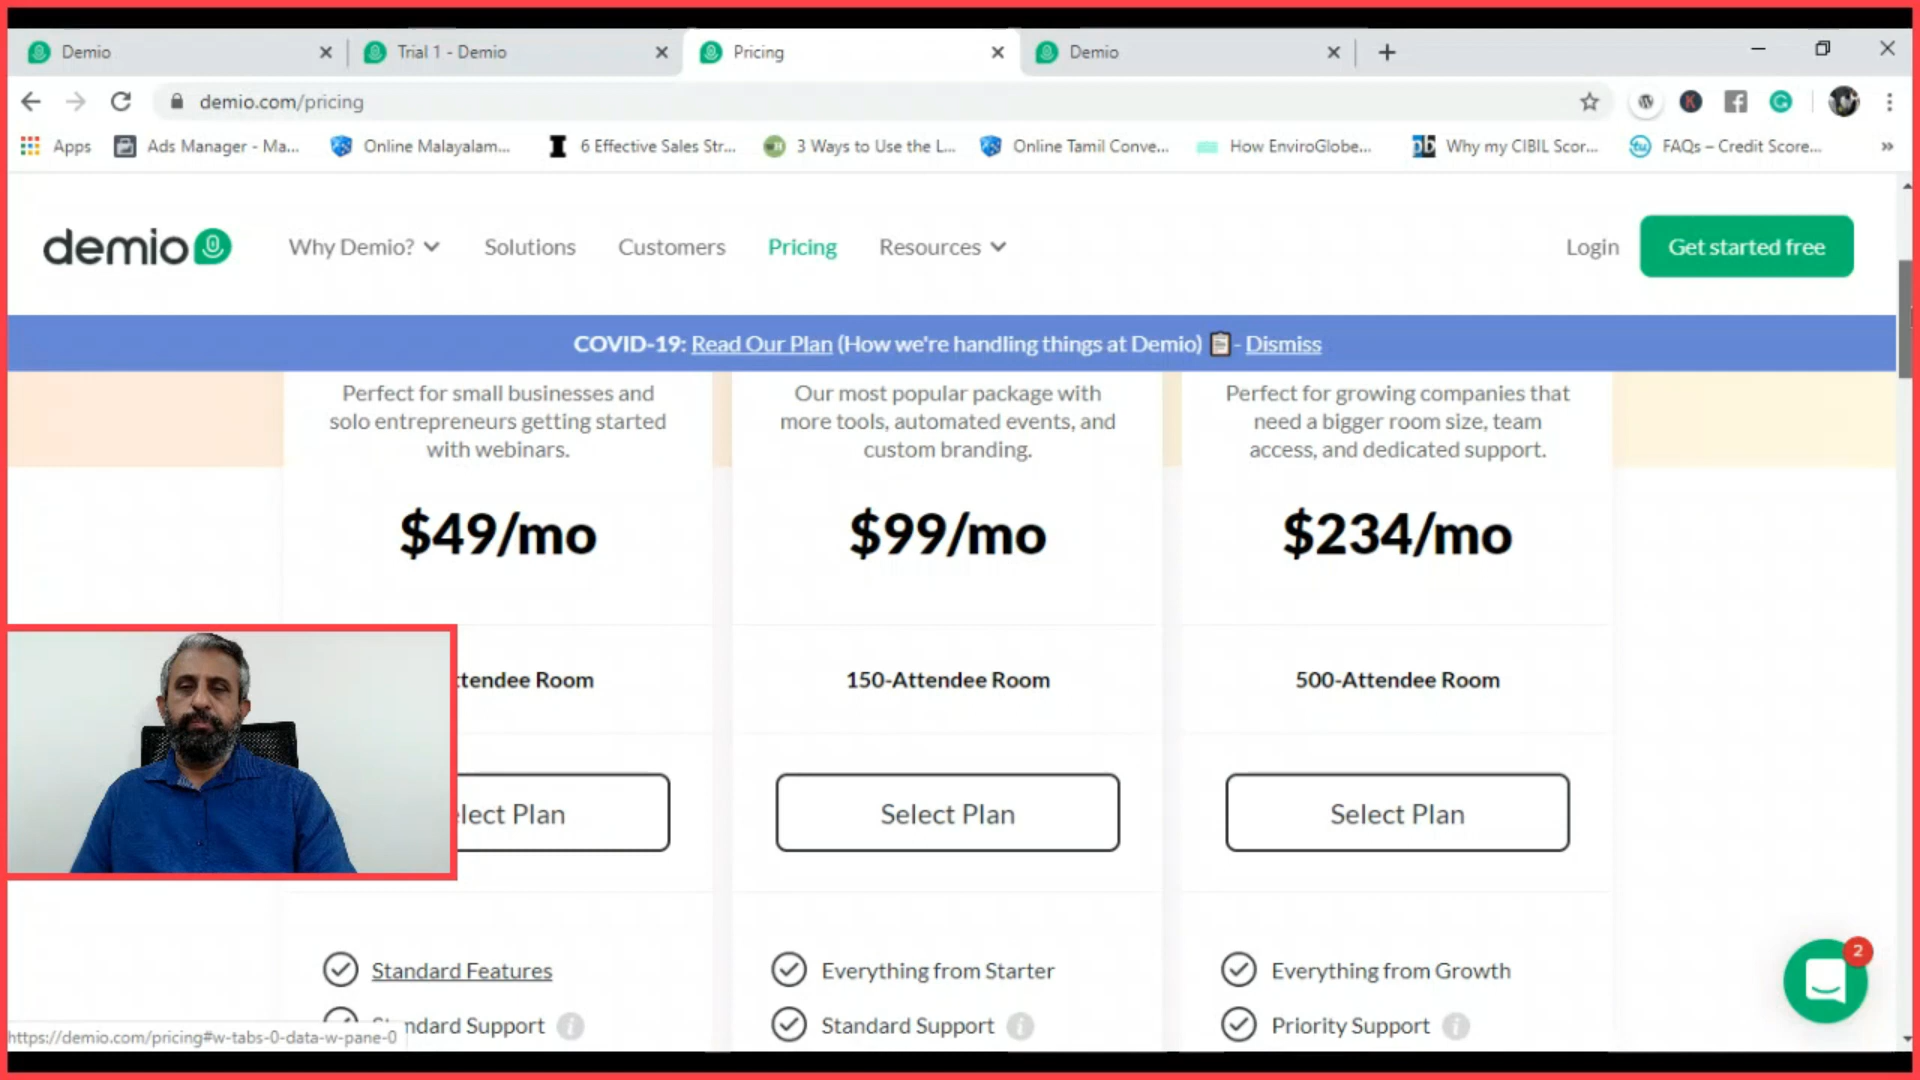 Demio
Trial 1 - Demio
Pricing
Demio
demio.com/pricing
Apps
Ads Manager - Ma...
Online Malayalam...
6 Effective Sales Str...
3 Ways to Use the L...
Online Tamil Conve...
How EnviroGlobe...
pb
Why my CIBIL Scor...
tu
FAQs – Credit Score...
»
demio
Why Demio?
Solutions
Customers
Pricing
Resources
Login
Get started free
COVID-19: Read Our Plan (How we're handling things at Demio) 📋 - Dismiss
Perfect for small businesses and
solo entrepreneurs getting started
with webinars.
$49/mo
ttendee Room
lect Plan
Standard Features
Standard Support
Our most popular package with
more tools, automated events, and
custom branding.
$99/mo
150-Attendee Room
Select Plan
Everything from Starter
Standard Support
Perfect for growing companies that
need a bigger room size, team
access, and dedicated support.
$234/mo
500-Attendee Room
Select Plan
Everything from Growth
Priority Support
2
https://demio.com/pricing#w-tabs-0-data-w-pane-0